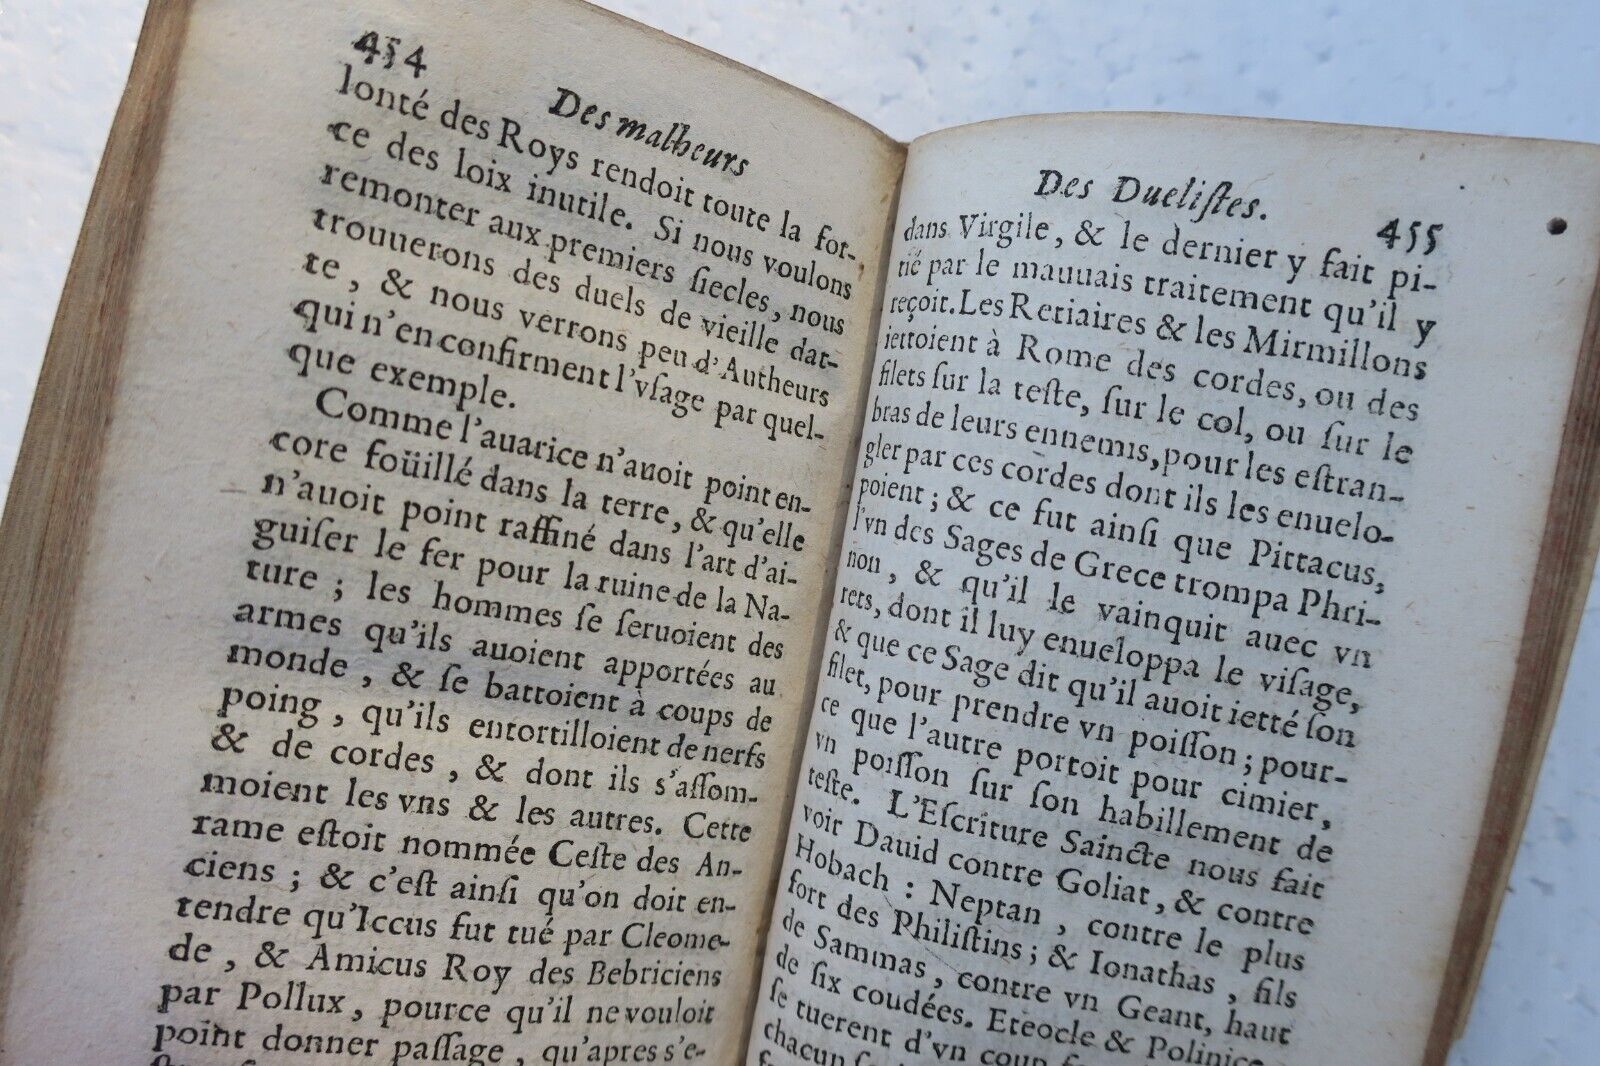 454
Des malheurs
lonté des Roys rendoit toute la for-
ce des loix inutile. Si nous voulons
remonter aux premiers ſiecles, nous
trouuerons des duels de vieille dat-
te, & nous verrons peu d'Autheurs
qui n'en confirment l'vſage par quel-
que exemple.
Comme l'auarice n'auoit point en-
core foüillé dans la terre, & qu'elle
n'auoit point raffiné dans l'art d'ai-
guiſer le fer pour la ruine de la Na-
ture ; les hommes ſe ſeruoient des
armes qu'ils auoient apportées au
monde, & ſe battoient à coups de
poing, qu'ils entortilloient de nerfs
& de cordes, & dont ils s'aſſom-
moient les vns & les autres. Cette
rame eſtoit nommée Ceſte des An-
ciens ; & c'eſt ainſi qu'on doit en-
tendre qu'Iccus fut tué par Cleome-
de, & Amicus Roy des Bebriciens
par Pollux, pource qu'il ne vouloit
point donner paſſage, qu'apres s'e-
Des Dueliſtes.
455
dans Virgile, & le dernier y fait pi-
tié par le mauuais traitement qu'il y
reçoit. Les Retiaires & les Mirmillons
iettoient à Rome des cordes, ou des
filets ſur la teſte, ſur le col, ou ſur le
bras de leurs ennemis, pour les eſtran-
gler par ces cordes dont ils les enuelo-
poient ; & ce fut ainſi que Pittacus,
l'vn des Sages de Grece trompa Phri-
non, & qu'il le vainquit auec vn
rets, dont il luy enueloppa le viſage,
& que ce Sage dit qu'il auoit ietté ſon
filet, pour prendre vn poiſſon ; pour-
ce que l'autre portoit pour cimier,
vn poiſſon ſur ſon habillement de
teſte. L'Eſcriture Saincte nous fait
voir Dauid contre Goliat, & contre
Hobach : Neptan, contre le plus
fort des Philiſtins ; & Ionathas, fils
de Sammas, contre vn Geant, haut
de ſix coudées. Eteocle & Polinice
ſe tuerent d'vn coup
chacun